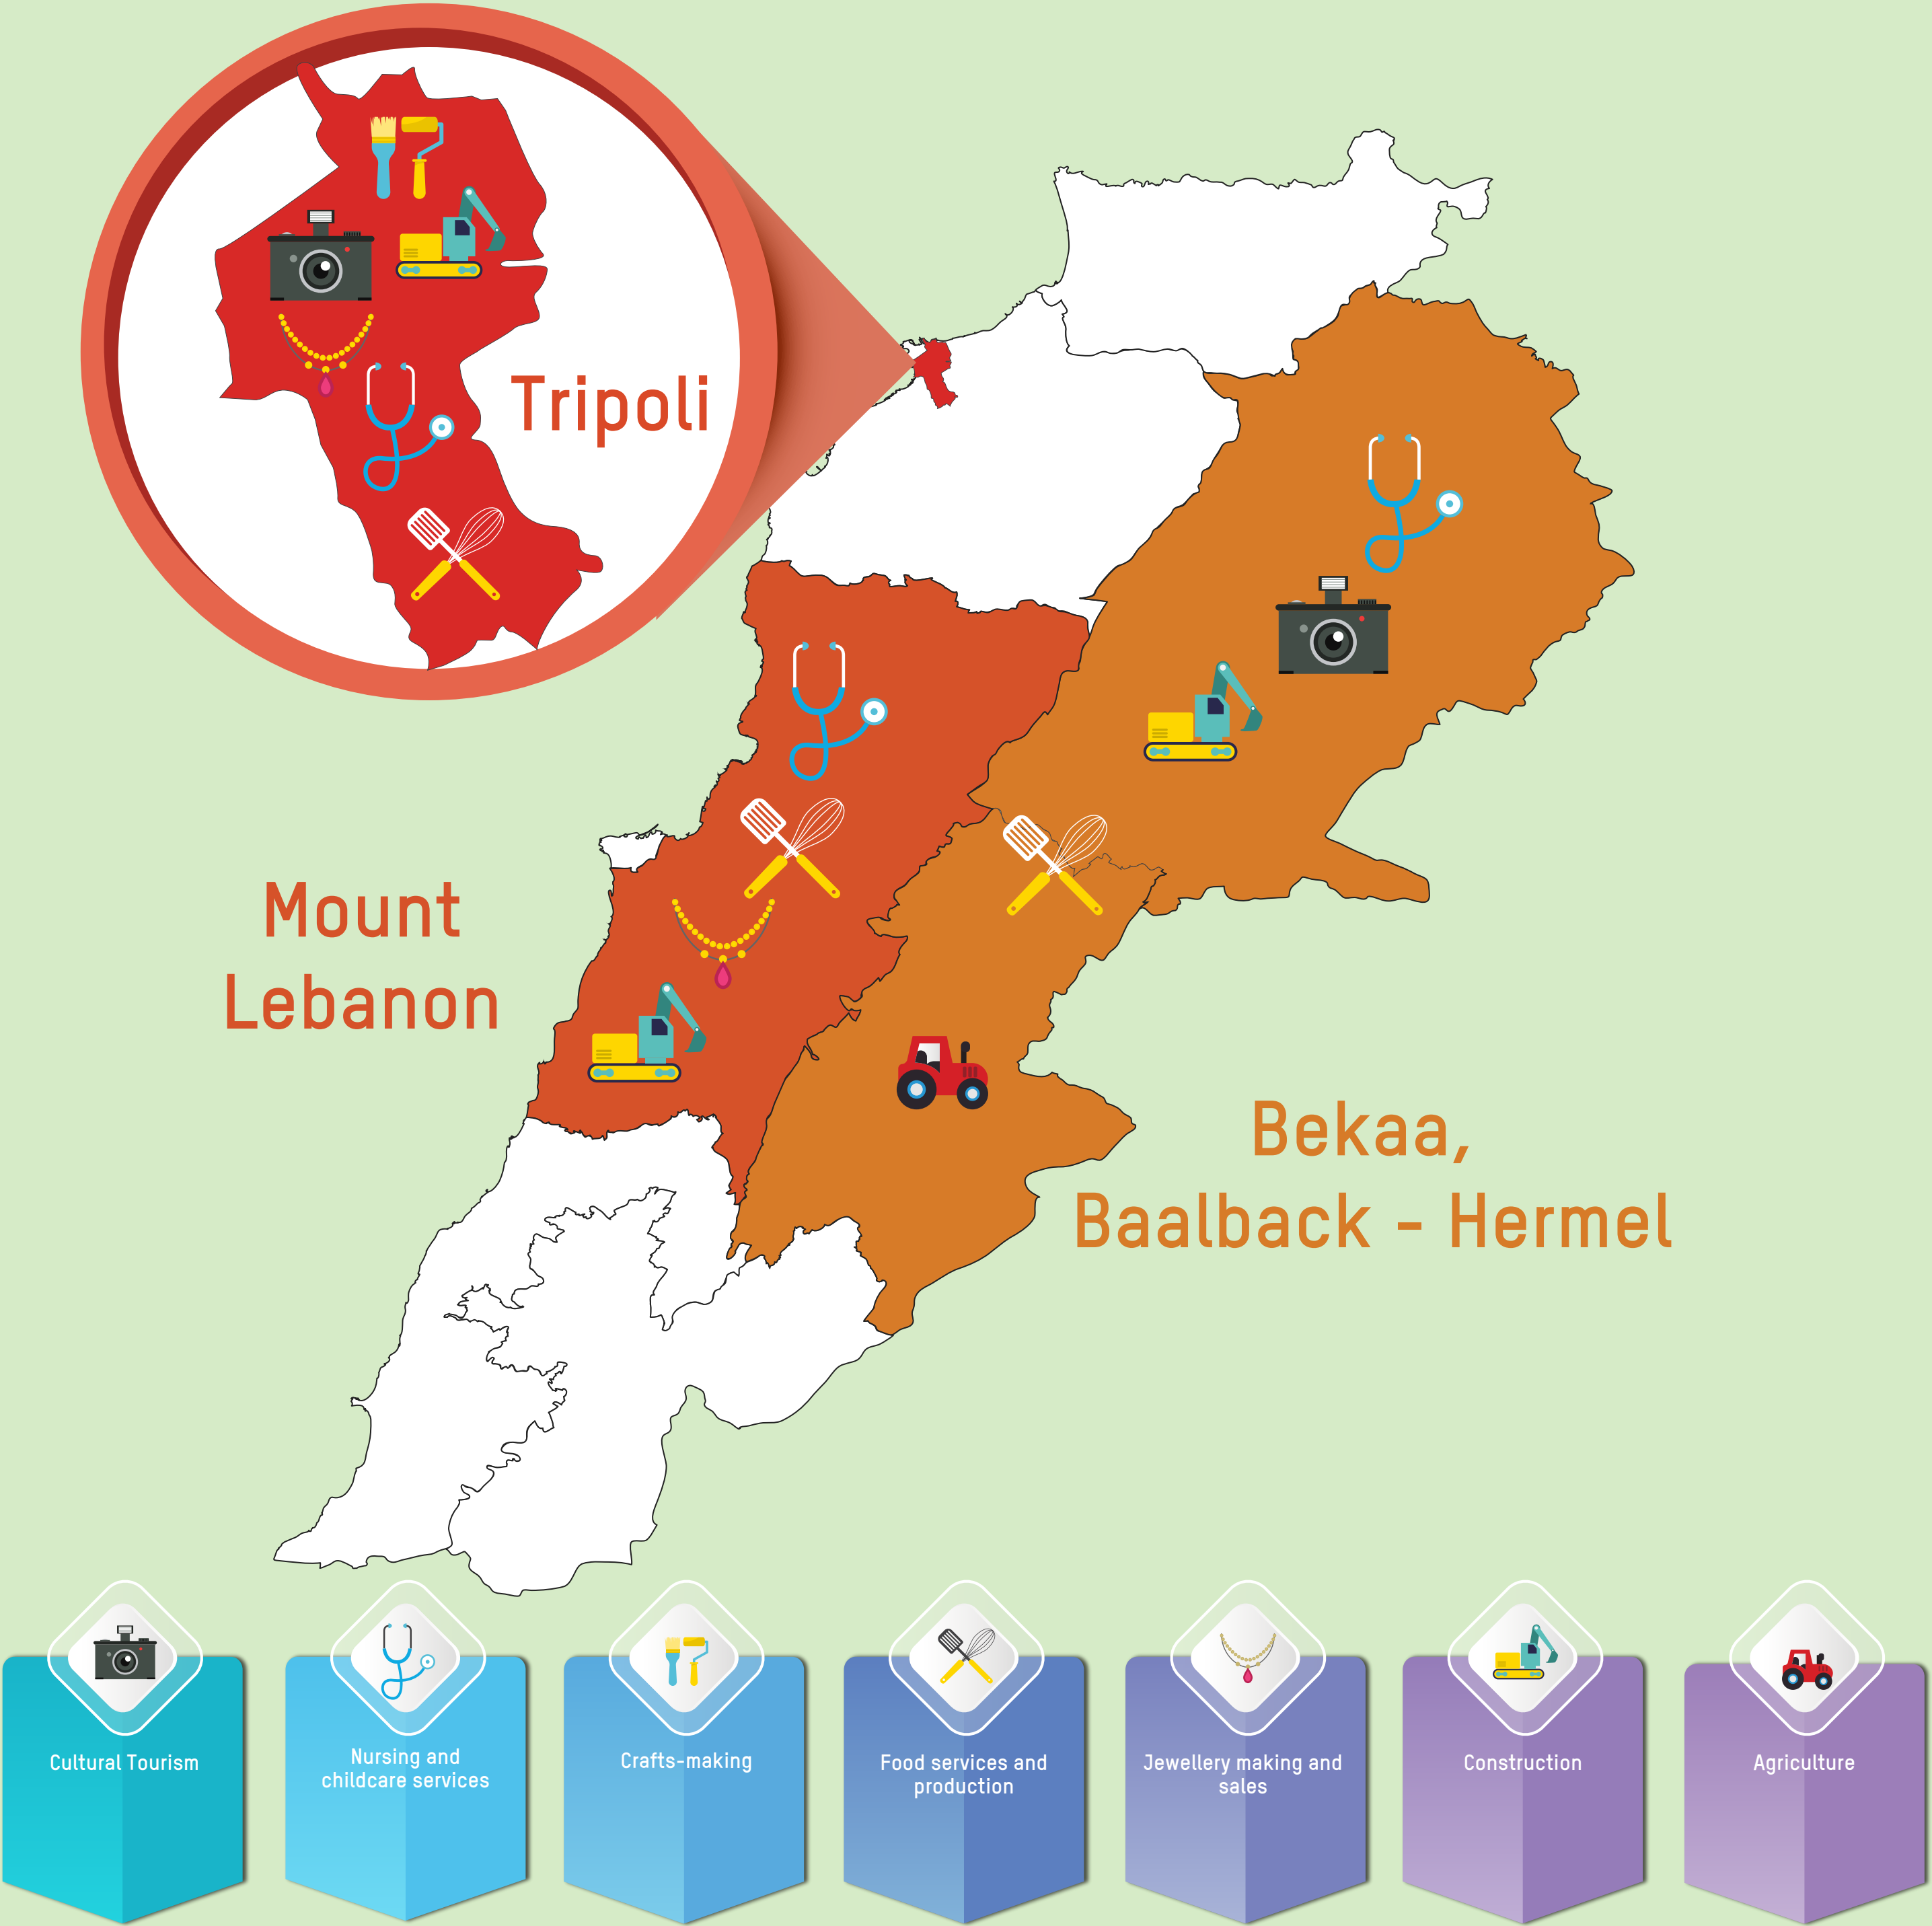 Tripoli
Mount
Lebanon
Bekaa,
Baalback - Hermel
Cultural Tourism
Nursing and
childcare services
Crafts-making
Food services and
production
Jewellery making and
sales
Construction
Agriculture